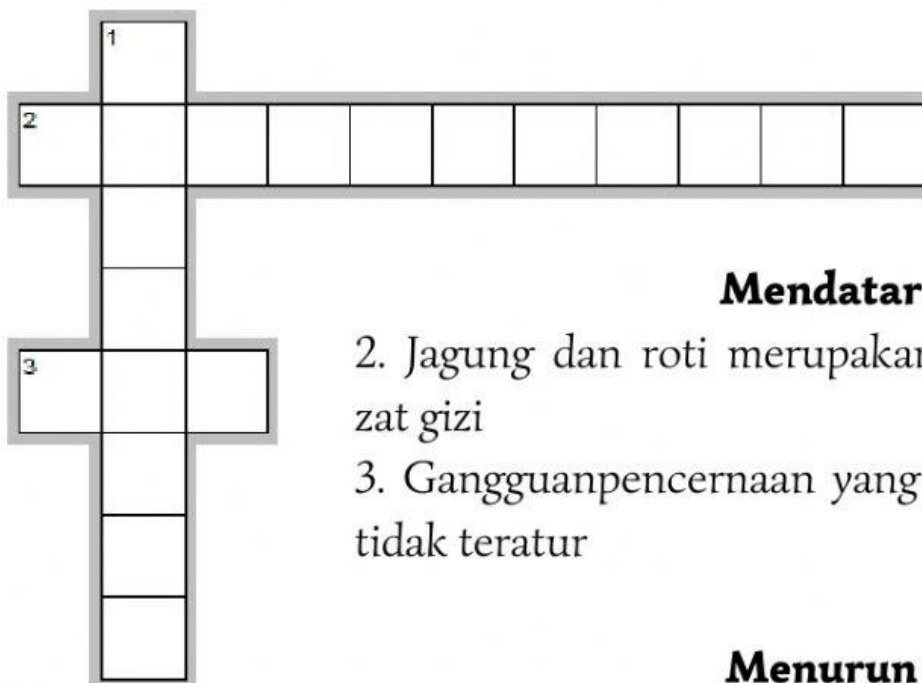 1
2
Mendatar
2. Jagung dan roti merupakan
zat gizi
3
3. Gangguanpencernaan yang
tidak teratur
Menurun